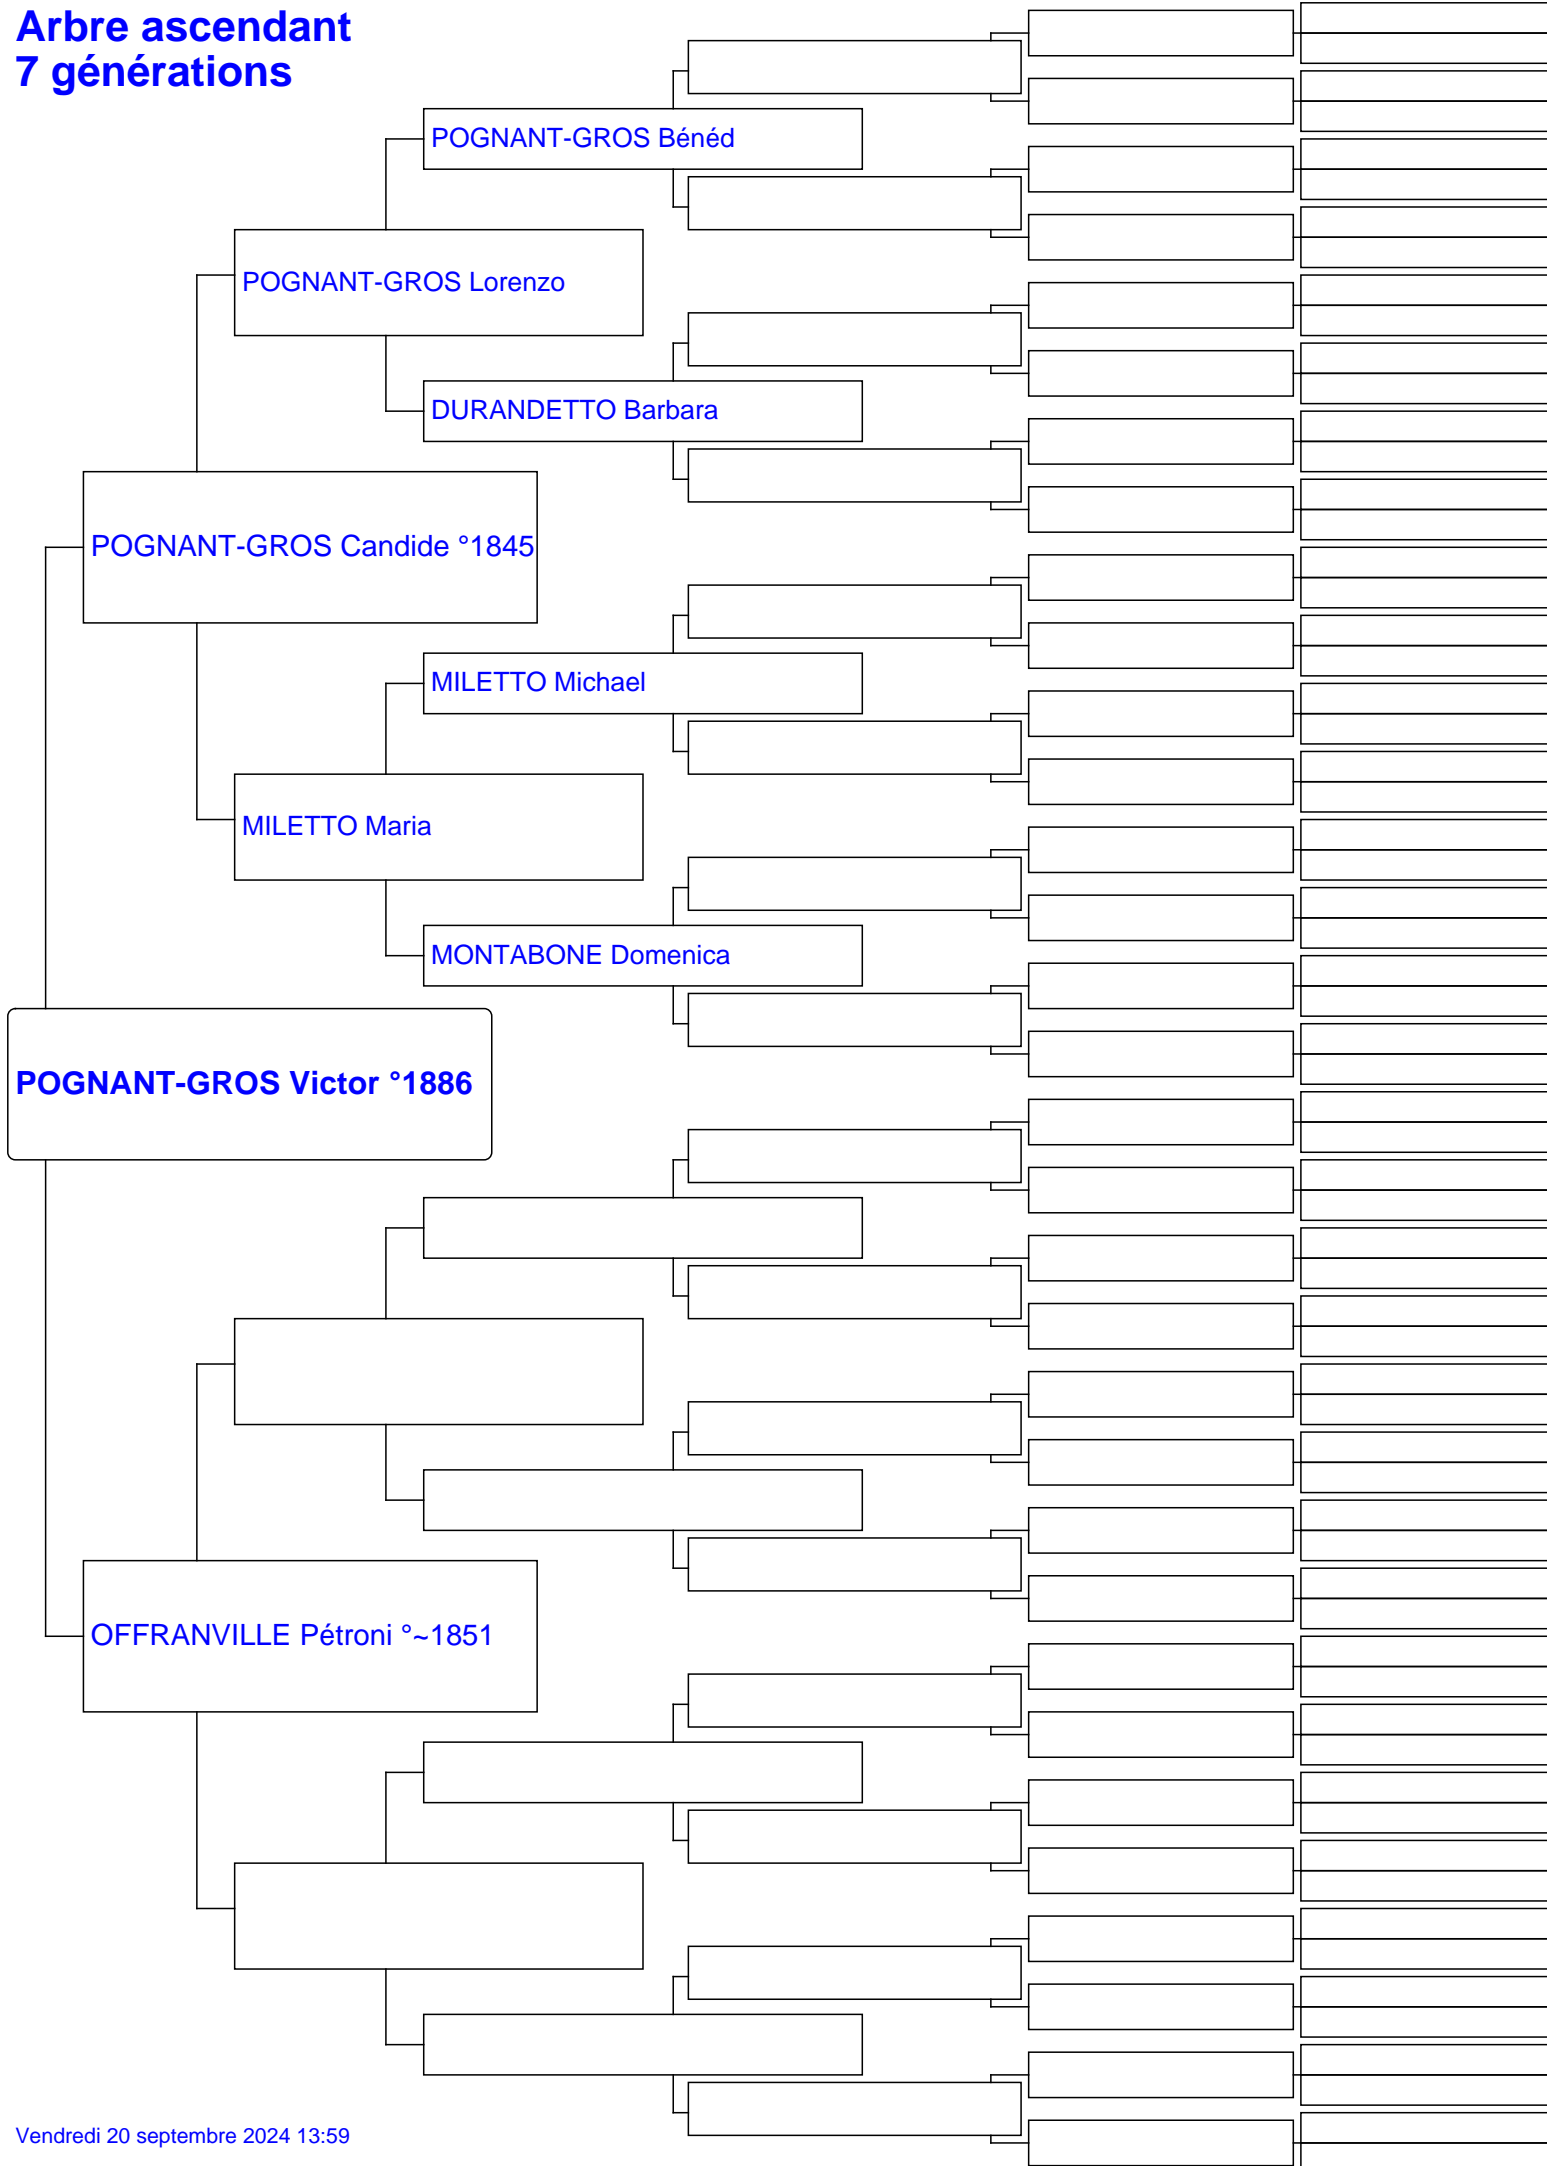 Arbre ascendant
7 générations
POGNANT-GROS Bénéd
POGNANT-GROS Lorenzo
DURANDETTO Barbara
POGNANT-GROS Candide °1845
MILETTO Michael
MILETTO Maria
MONTABONE Domenica
POGNANT-GROS Victor °1886
OFFRANVILLE Pétroni °~1851
Vendredi 20 septembre 2024 13:59